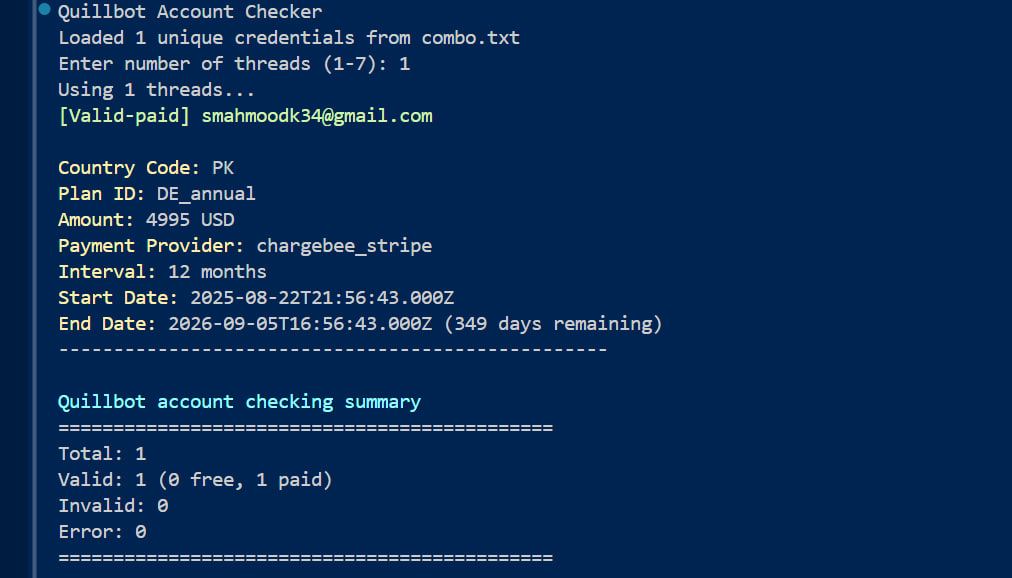 Quillbot Account Checker
Loaded 1 unique credentials from combo.txt
Enter number of threads (1-7): 1
Using 1 threads...
[Valid-paid] smahmoodk34@gmail.com
Country Code: PK
Plan ID: DE_annual
Amount: 4995 USD
Payment Provider: chargebee_stripe
Interval: 12 months
Start Date: 2025-08-22T21:56:43.000Z
End Date: 2026-09-05T16:56:43.000Z (349 days remaining)
--------------------------------------------------
Quillbot account checking summary
=============================================
Total: 1
Valid: 1 (0 free, 1 paid)
Invalid: 0
Error: 0
=============================================